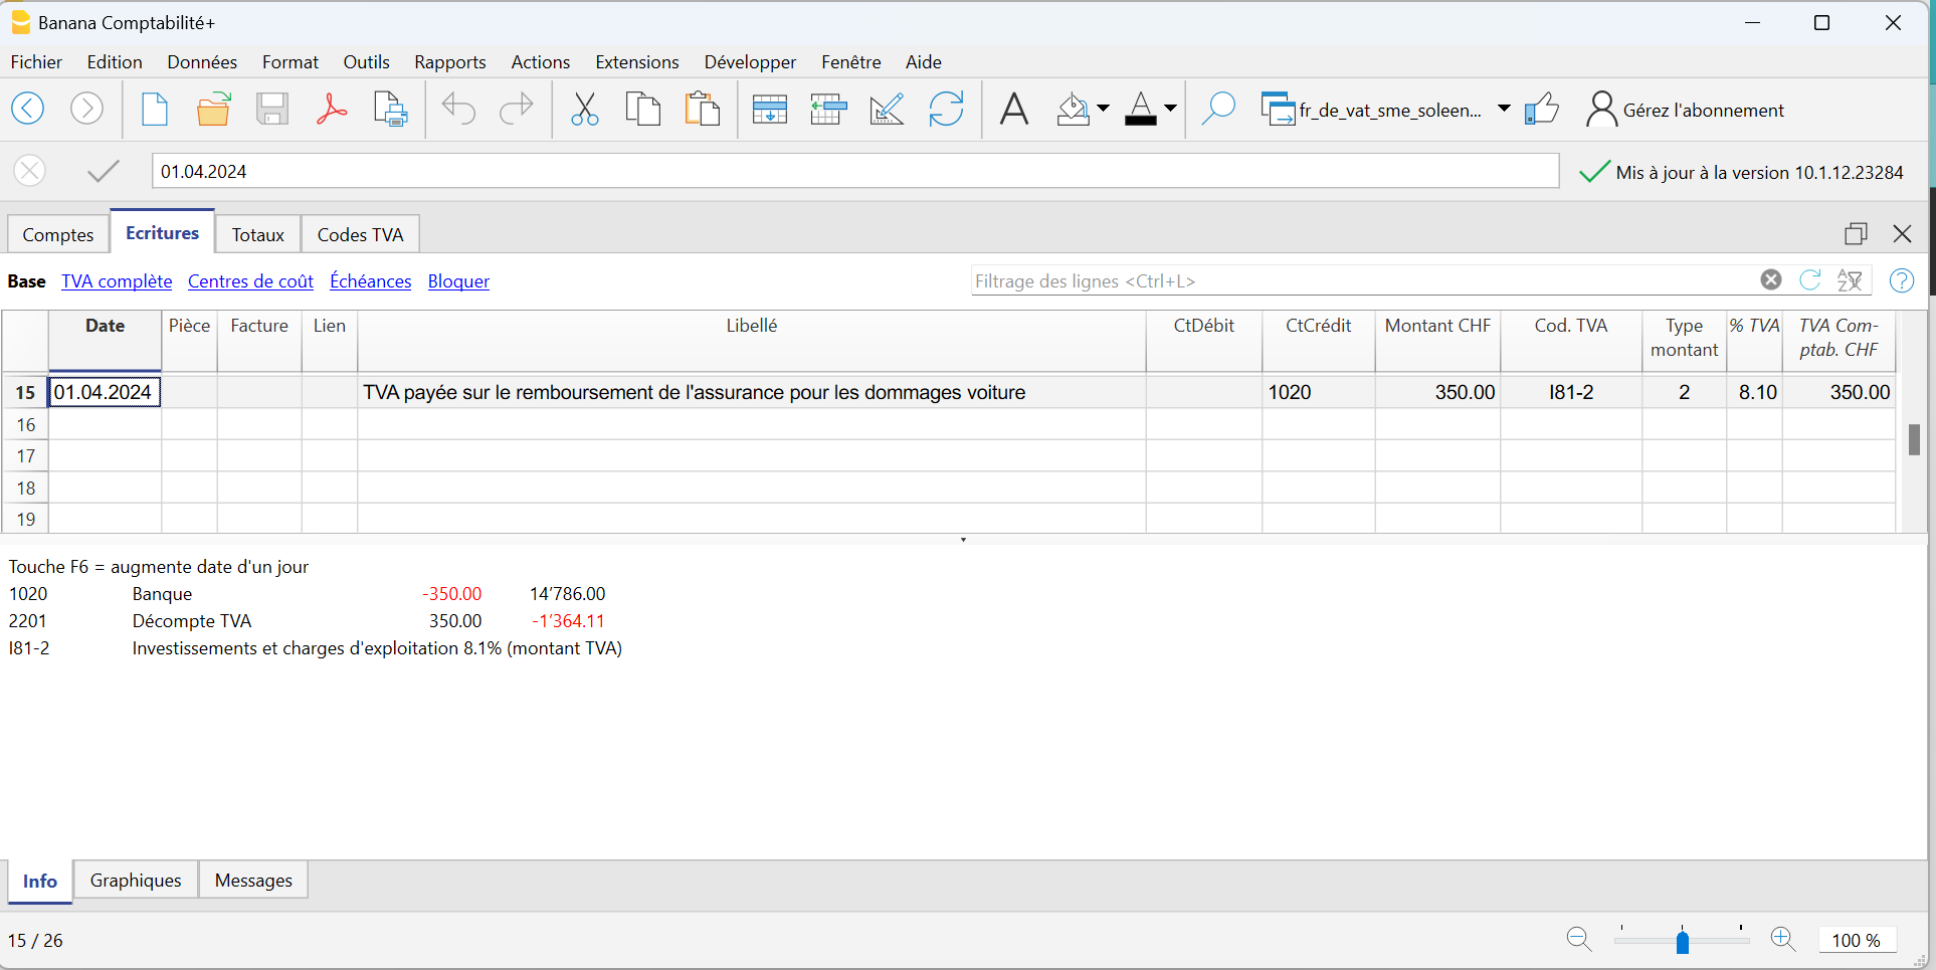 Banana Comptabilité+
Fichier Edition Données Format Outils Rapports Actions Extensions Développer Fenêtre Aide
fr_de_vat_sme_soleen... Gérez l'abonnement
01.04.2024 Mis à jour à la version 10.1.12.23284
Comptes Ecritures Totaux Codes TVA
Base TVA complète Centres de coût Échéances Bloquer Filtrage des lignes <Ctrl+L>
Date Pièce Facture Lien Libellé CtDébit CtCrédit Montant CHF Cod. TVA Type montant % TVA TVA Com-ptab. CHF
15 01.04.2024 TVA payée sur le remboursement de l'assurance pour les dommages voiture 1020 350.00 I81-2 2 8.10 350.00
16
17
18
19
Touche F6 = augmente date d'un jour
1020 Banque -350.00 14’786.00
2201 Décompte TVA 350.00 -1’364.11
I81-2 Investissements et charges d'exploitation 8.1% (montant TVA)
Info Graphiques Messages
15 / 26 100 %